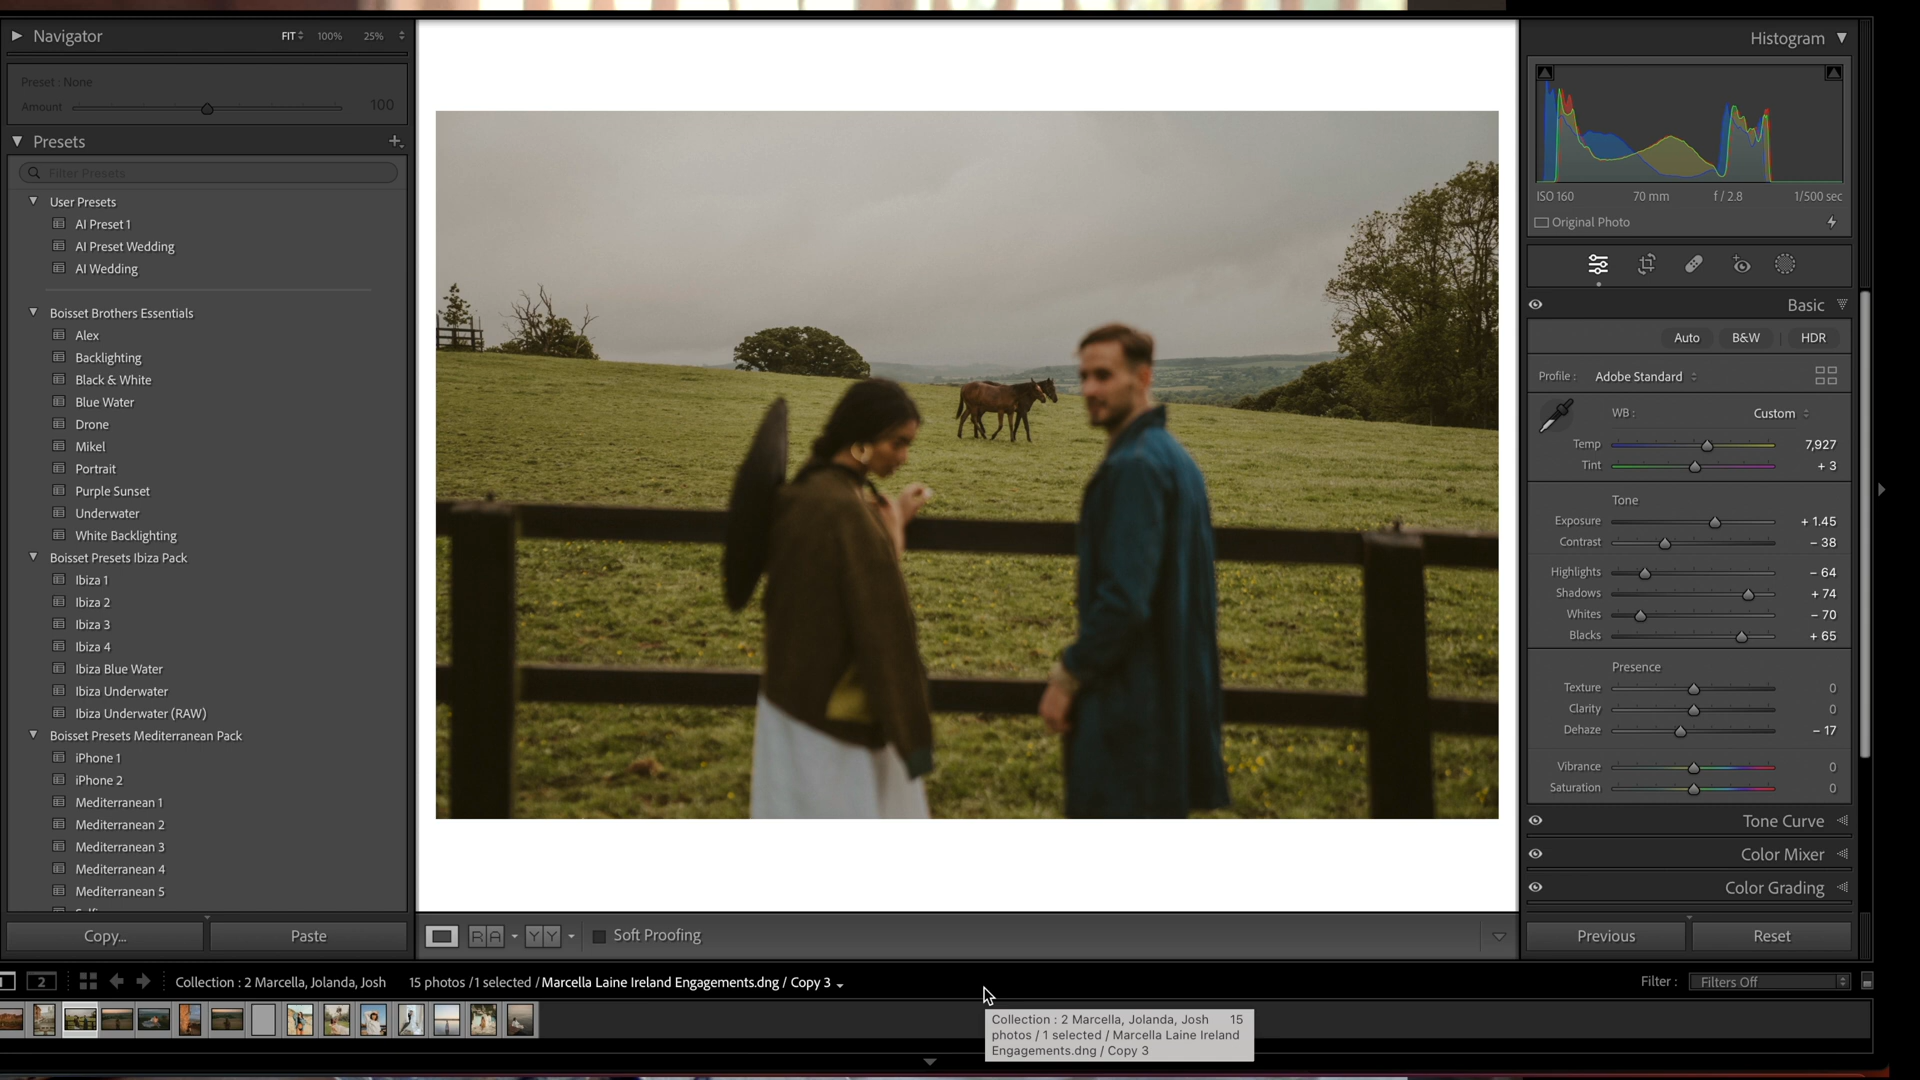 Navigator FIT 100% 25%
Preset : None
Amount 100
Presets
Filter Presets
User Presets
AI Preset 1
AI Preset Wedding
AI Wedding
Boisset Brothers Essentials
Alex
Backlighting
Black & White
Blue Water
Drone
Mikel
Portrait
Purple Sunset
Underwater
White Backlighting
Boisset Presets Ibiza Pack
Ibiza 1
Ibiza 2
Ibiza 3
Ibiza 4
Ibiza Blue Water
Ibiza Underwater
Ibiza Underwater (RAW)
Boisset Presets Mediterranean Pack
iPhone 1
iPhone 2
Mediterranean 1
Mediterranean 2
Mediterranean 3
Mediterranean 4
Mediterranean 5
Copy... Paste
R A Y Y Soft Proofing
Histogram
ISO 160 70 mm f / 2.8 1/500 sec
Original Photo
Basic
Auto B&W HDR
Profile : Adobe Standard
WB : Custom
Temp 7,927
Tint + 3
Tone
Exposure + 1.45
Contrast – 38
Highlights – 64
Shadows + 74
Whites – 70
Blacks + 65
Presence
Texture 0
Clarity 0
Dehaze – 17
Vibrance 0
Saturation 0
Tone Curve
Color Mixer
Color Grading
Previous Reset
2 Collection : 2 Marcella, Jolanda, Josh 15 photos / 1 selected / Marcella Laine Ireland Engagements.dng / Copy 3 Filter : Filters Off
Collection : 2 Marcella, Jolanda, Josh 15
photos / 1 selected / Marcella Laine Ireland
Engagements.dng / Copy 3